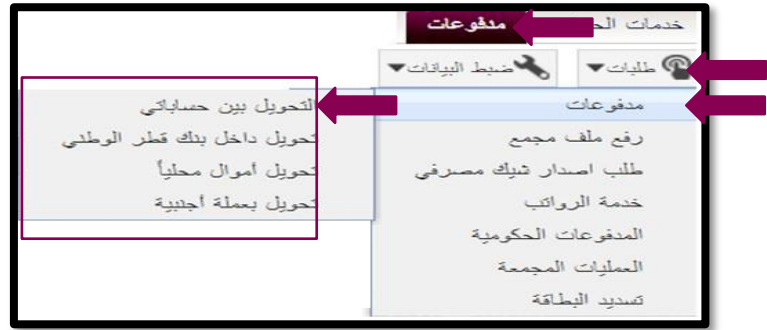 خدمات الح
مدفوعات
طلبات
ضبط البيانات
مدفوعات
رفع ملف مجمع
طلب اصدار شيك مصرفي
خدمة الرواتب
المدفوعات الحكومية
العمليات المجمعة
تسديد البطاقة
التحويل بين حساباتي
تحويل داخل بنك قطر الوطني
تحويل أموال محلياً
تحويل بعملة أجنبية